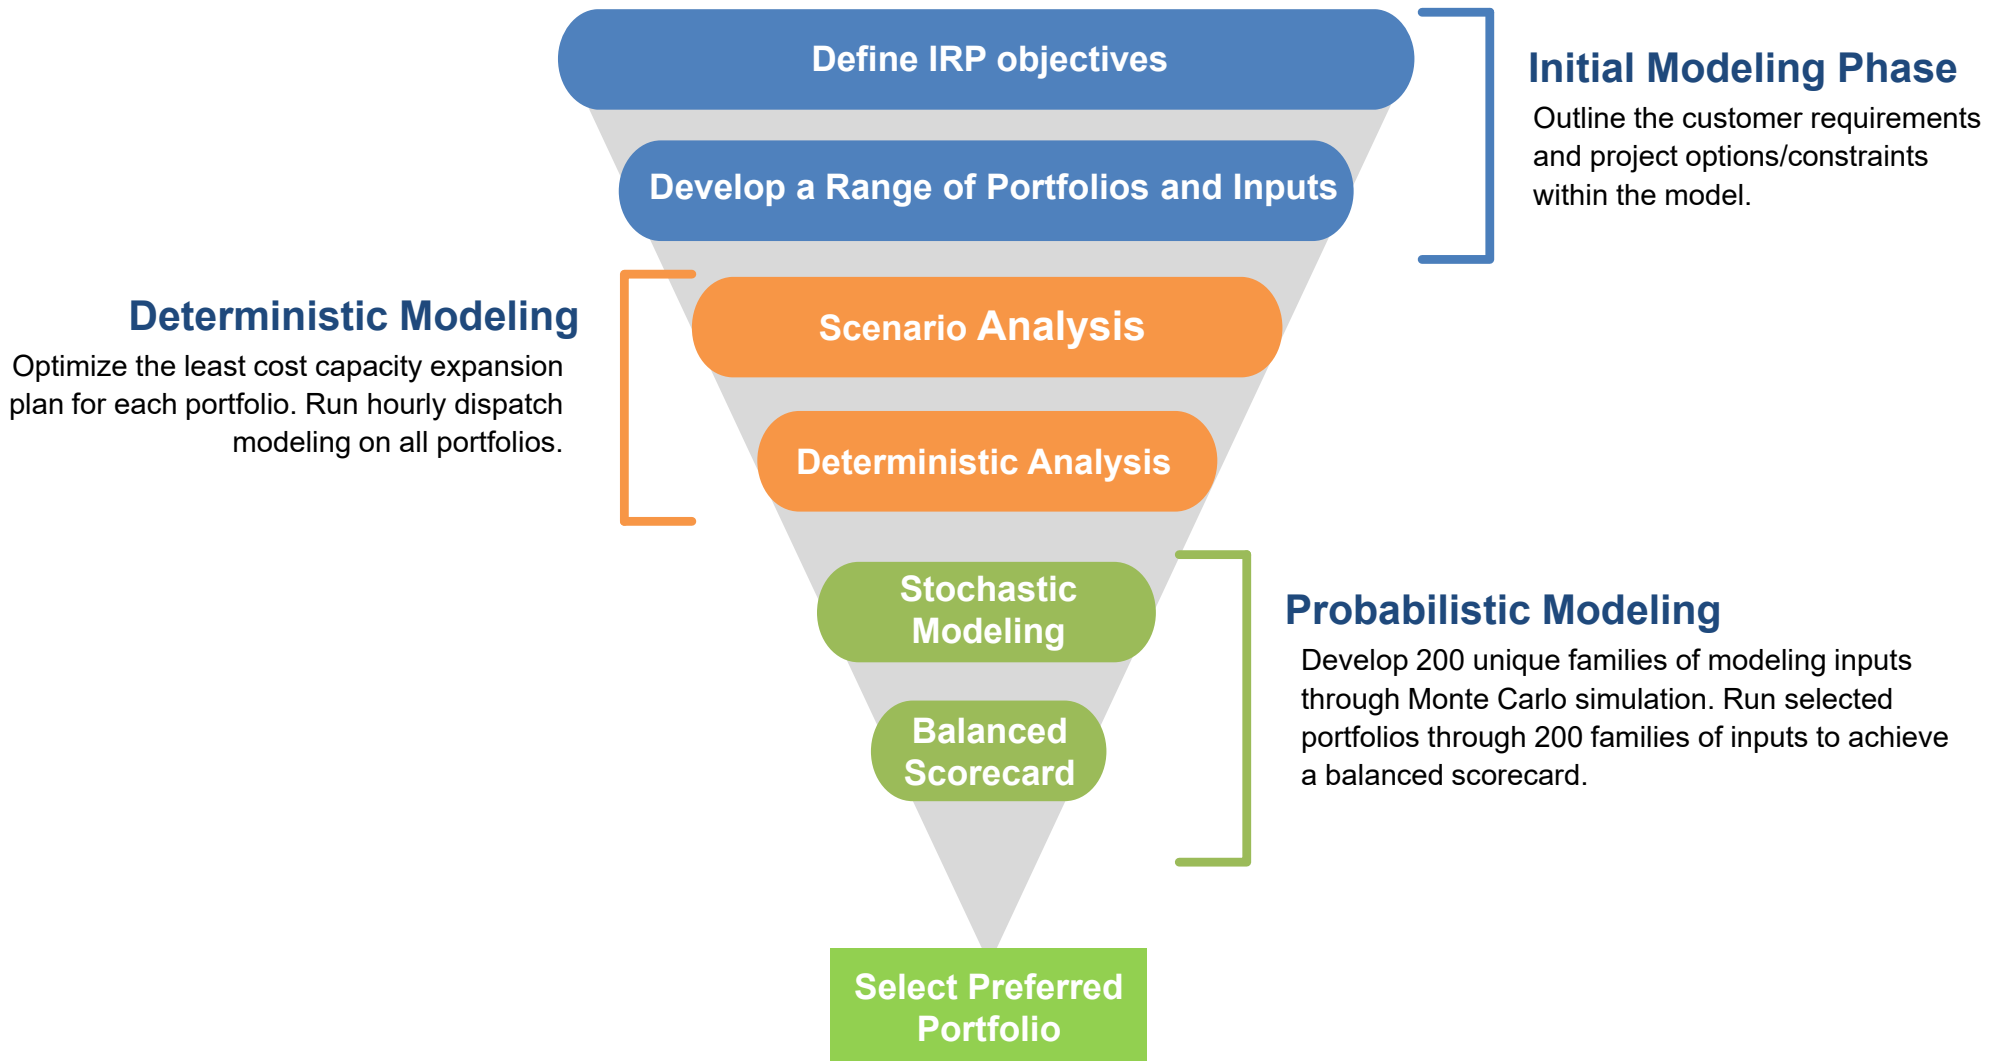 Define IRP objectives
Initial Modeling Phase
Outline the customer requirements
and project options/constraints
within the model.
Develop a Range of Portfolios and Inputs
Deterministic Modeling
Optimize the least cost capacity expansion
plan for each portfolio. Run hourly dispatch
modeling on all portfolios.
Scenario Analysis
Deterministic Analysis
Stochastic
Modeling
Probabilistic Modeling
Develop 200 unique families of modeling inputs
through Monte Carlo simulation. Run selected
portfolios through 200 families of inputs to achieve
a balanced scorecard.
Balanced
Scorecard
Select Preferred
Portfolio